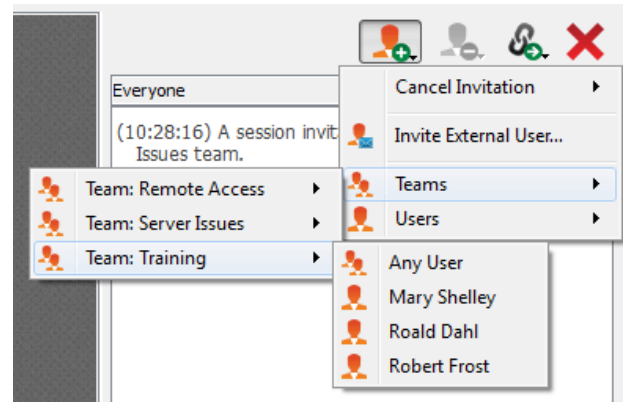 Everyone
Cancel Invitation
(10:28:16) A session invit
Invite External User...
Issues team.
Team: Remote Access
Teams
Team: Server Issues
Users
Team: Training
Any User
Mary Shelley
Roald Dahl
Robert Frost